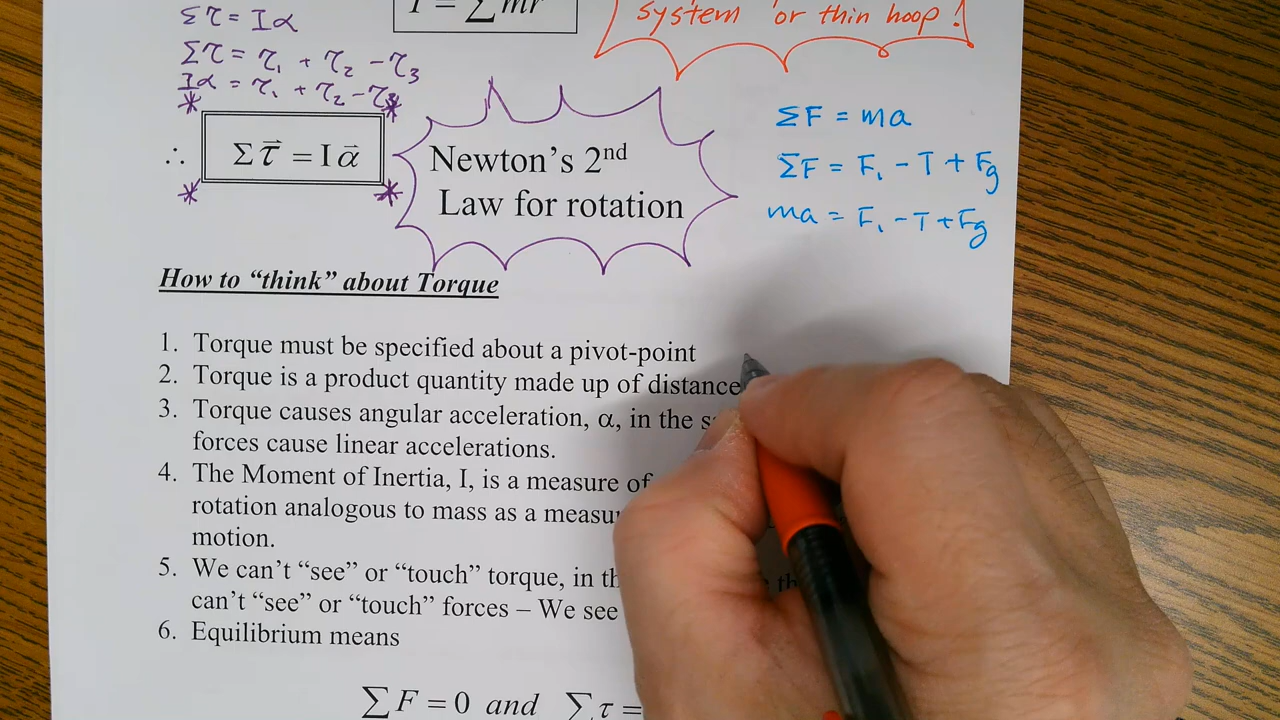 Στ = Iα
system or thin hoop!
Στ = τ₁ + τ₂ - τ₃
Iα = τ₁ + τ₂ - τ₃
∴ Στ⃗ = Iα⃗
Newton's 2nd
Law for rotation
ΣF = ma
ΣF = F₁ - T + Fg
ma = F₁ - T + Fg
How to “think” about Torque
1. Torque must be specified about a pivot-point
2. Torque is a product quantity made up of distance
3. Torque causes angular acceleration, α, in the
forces cause linear accelerations.
4. The Moment of Inertia, I, is a measure of
rotation analogous to mass as a
motion.
5. We can't “see” or “touch” torque, in
can't “see” or “touch” forces – We see
6. Equilibrium means
∑F = 0 and ∑τ =